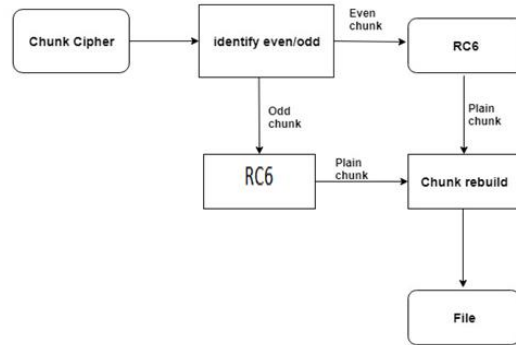 Chunk Cipher
identify even/odd
Even
chunk
RC6
Odd
chunk
Plain
chunk
RC6
Plain
chunk
Chunk rebuild
File